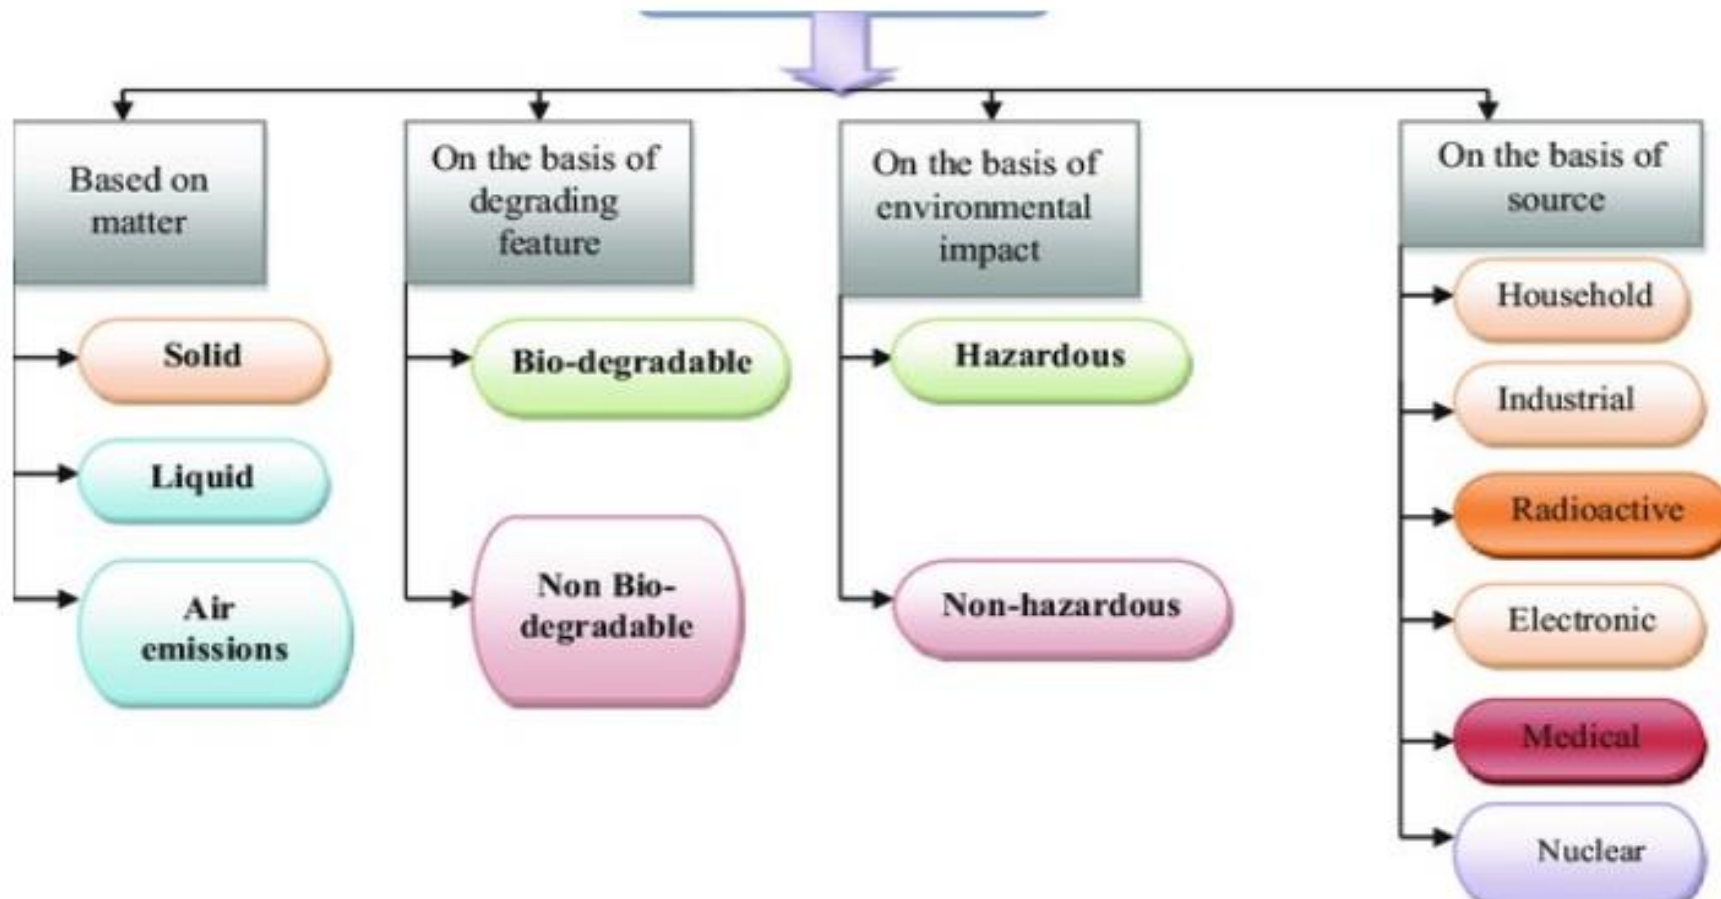 Based on
matter
Solid
Liquid
Air
emissions
On the basis of
degrading
feature
Bio-degradable
Non Bio-
degradable
On the basis of
environmental
impact
Hazardous
Non-hazardous
On the basis of
source
Household
Industrial
Radioactive
Electronic
Medical
Nuclear